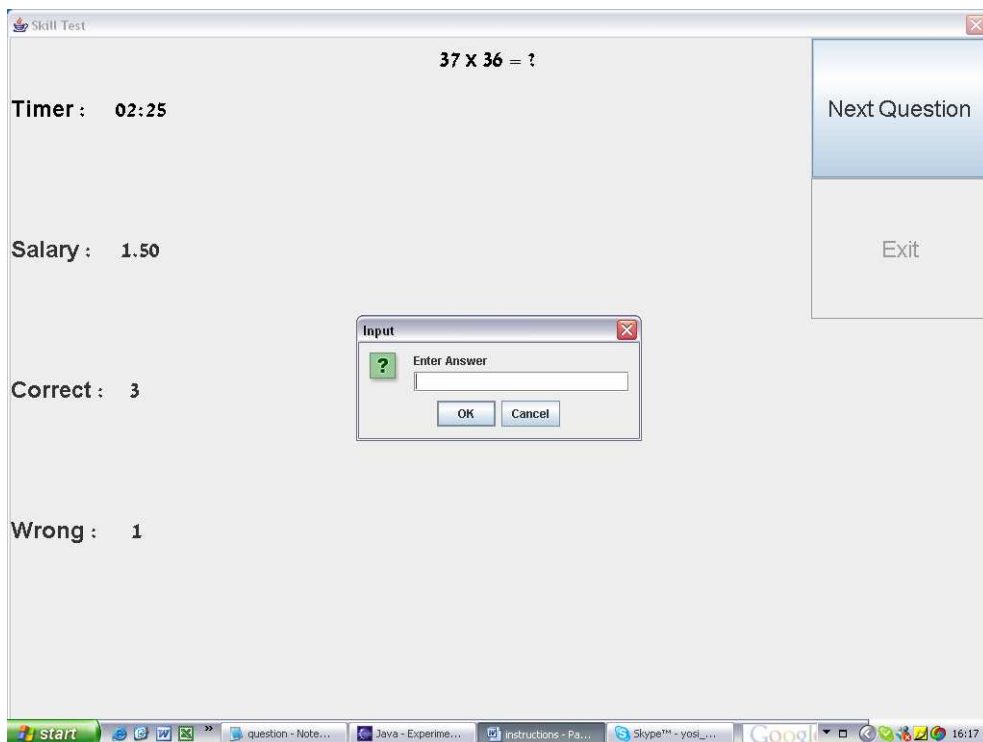 Skill Test
37 X 36 = ?
Timer : 02:25
Next Question
Salary : 1.50
Exit
Input
?
Enter Answer
OK Cancel
Correct : 3
Wrong : 1
start W X » question - Note... Java - Experime... W instructions - Pa... S Skype™ - yosi_... Googl 16:17